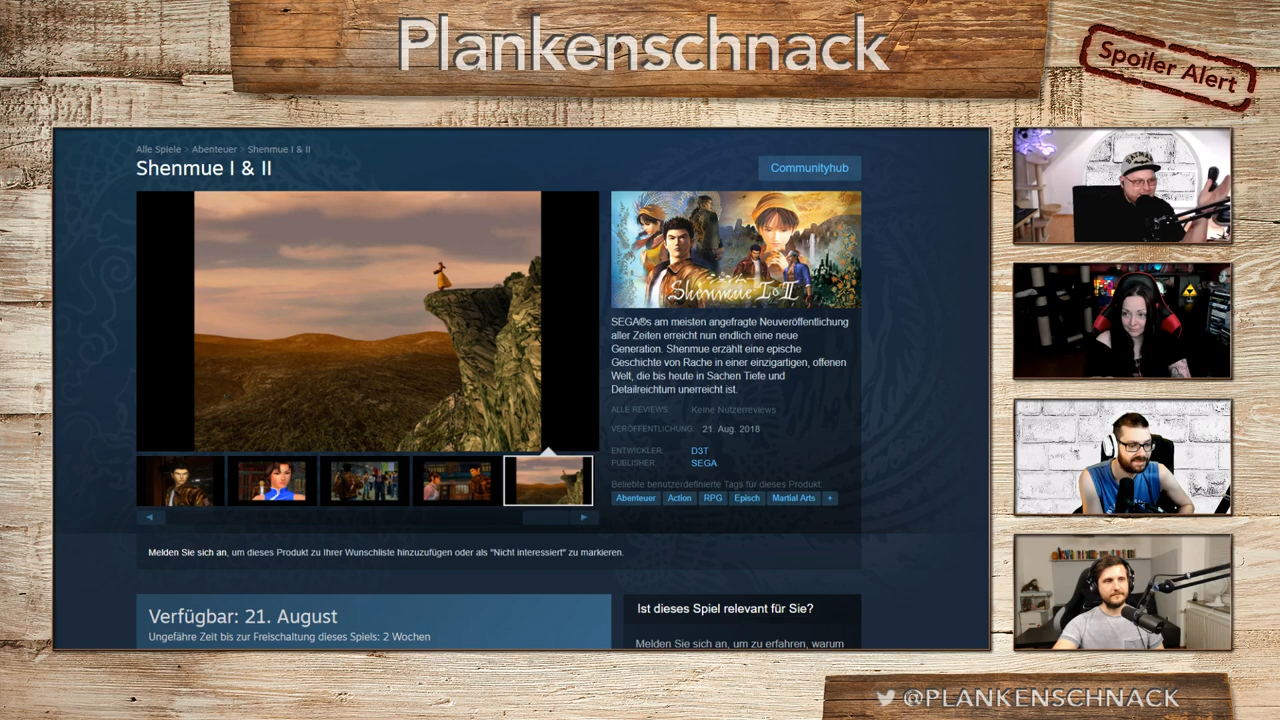 Plankenschnack
Spoiler Alert
Alle Spiele > Abenteuer > Shenmue I & II
Shenmue I & II
Communityhub
Shenmue I & II
SEGA®s am meisten angefragte Neuveröffentlichung
aller Zeiten erreicht nun endlich eine neue
Generation. Shenmue erzählt eine epische
Geschichte von Rache in einer einzigartigen, offenen
Welt, die bis heute in Sachen Tiefe und
Detailreichtum unerreicht ist.
ALLE REVIEWS: Keine Nutzerreviews
VERÖFFENTLICHUNG: 21. Aug. 2018
ENTWICKLER: D3T
PUBLISHER: SEGA
Beliebte benutzerdefinierte Tags für dieses Produkt:
Abenteuer Action RPG Episch Martial Arts +
Melden Sie sich an, um dieses Produkt zu Ihrer Wunschliste hinzuzufügen oder als "Nicht interessiert" zu markieren.
Verfügbar: 21. August
Ungefähre Zeit bis zur Freischaltung dieses Spiels: 2 Wochen
Ist dieses Spiel relevant für Sie?
Melden Sie sich an, um zu erfahren, warum
@PLANKENSCHNACK